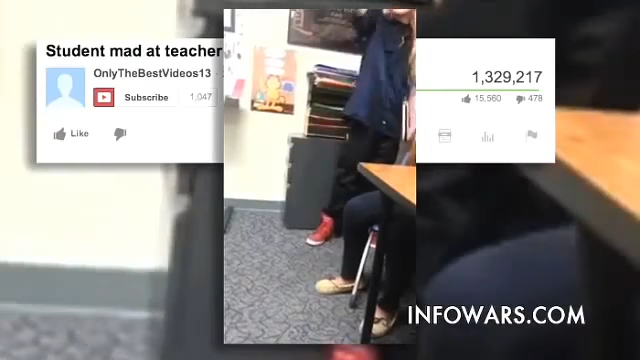 Student mad at teacher
OnlyTheBestVideos13
Subscribe 1,047
1,329,217
15,560 478
Like
INFOWARS.COM